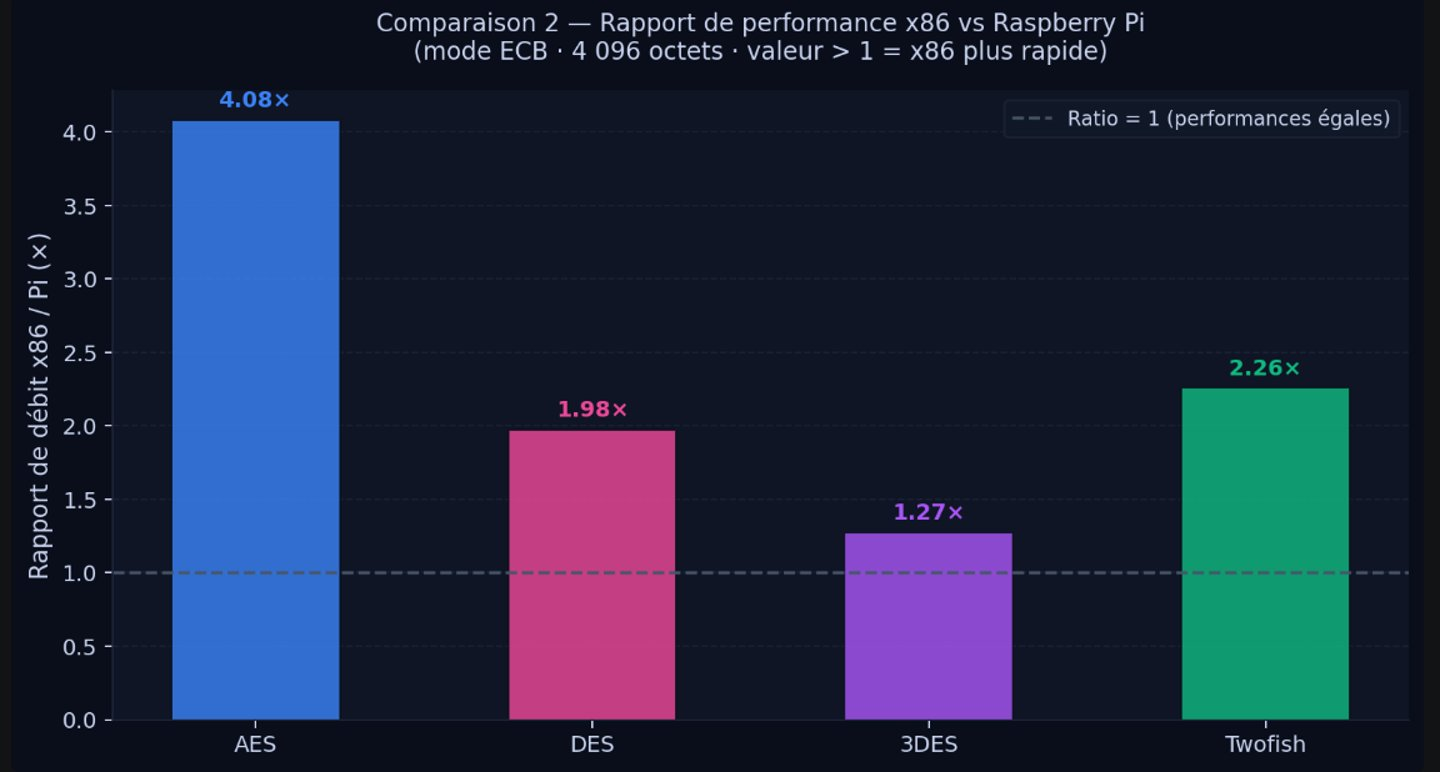 Comparaison 2 — Rapport de performance x86 vs Raspberry Pi
(mode ECB · 4 096 octets · valeur > 1 = x86 plus rapide)
Ratio = 1 (performances égales)
Rapport de débit x86 / Pi (×)
4.0
3.5
3.0
2.5
2.0
1.5
1.0
0.5
0.0
4.08×
1.98×
1.27×
2.26×
AES
DES
3DES
Twofish